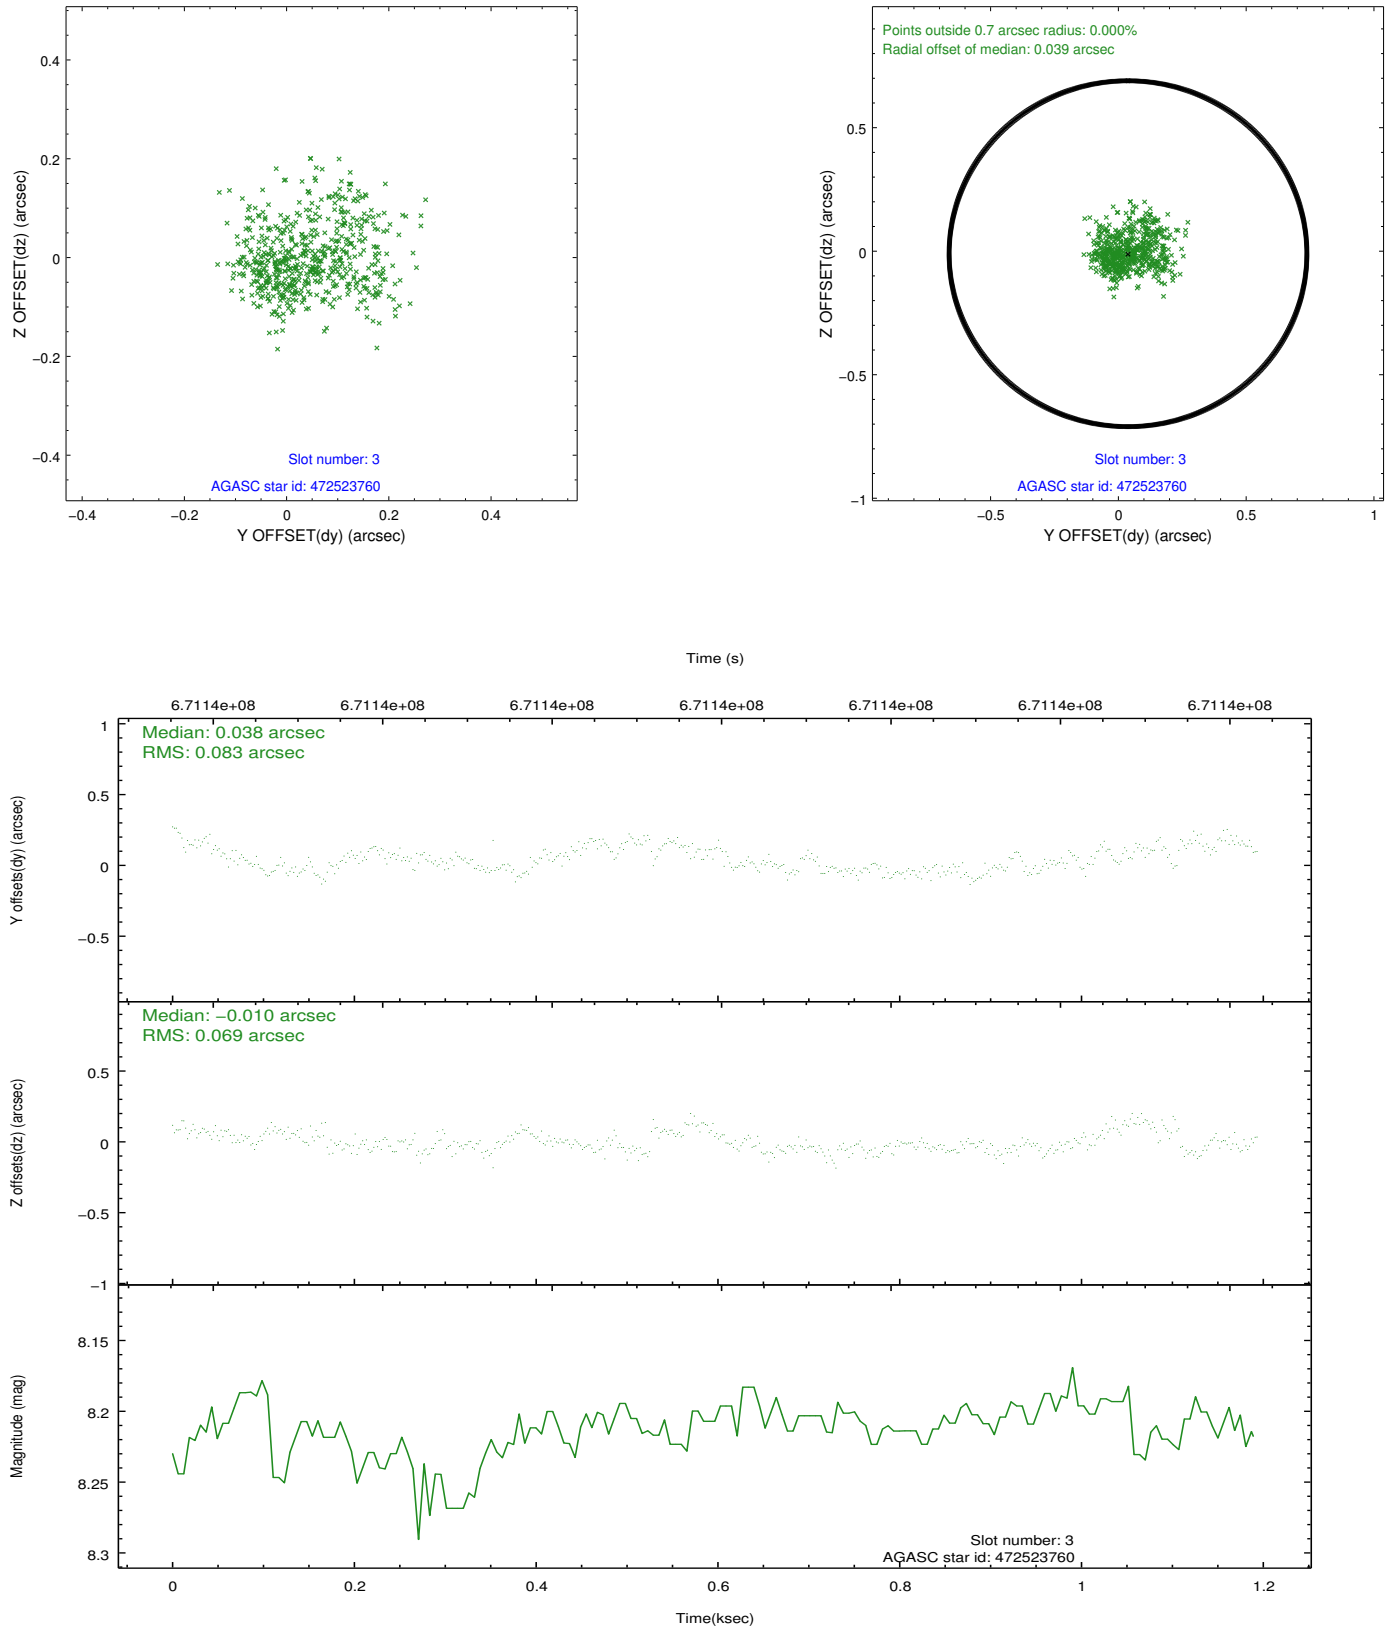 0.4
0.2
0
−0.2
−0.4
Z OFFSET(dz) (arcsec)
Slot number: 3
AGASC star id: 472523760
−0.4 −0.2 0 0.2 0.4
Y OFFSET(dy) (arcsec)
Points outside 0.7 arcsec radius: 0.000%
Radial offset of median: 0.039 arcsec
0.5
0
−0.5
−1
Z OFFSET(dz) (arcsec)
Slot number: 3
AGASC star id: 472523760
−0.5 0 0.5 1
Y OFFSET(dy) (arcsec)
Time (s)
6.7114e+08 6.7114e+08 6.7114e+08 6.7114e+08 6.7114e+08 6.7114e+08 6.7114e+08
Median: 0.038 arcsec
RMS: 0.083 arcsec
1
0.5
0
−0.5
Y offsets(dy) (arcsec)
Median: −0.010 arcsec
RMS: 0.069 arcsec
0.5
0
−0.5
−1
Z offsets(dz) (arcsec)
8.15
8.2
8.25
8.3
Magnitude (mag)
Slot number: 3
AGASC star id: 472523760
0 0.2 0.4 0.6 0.8 1 1.2
Time(ksec)